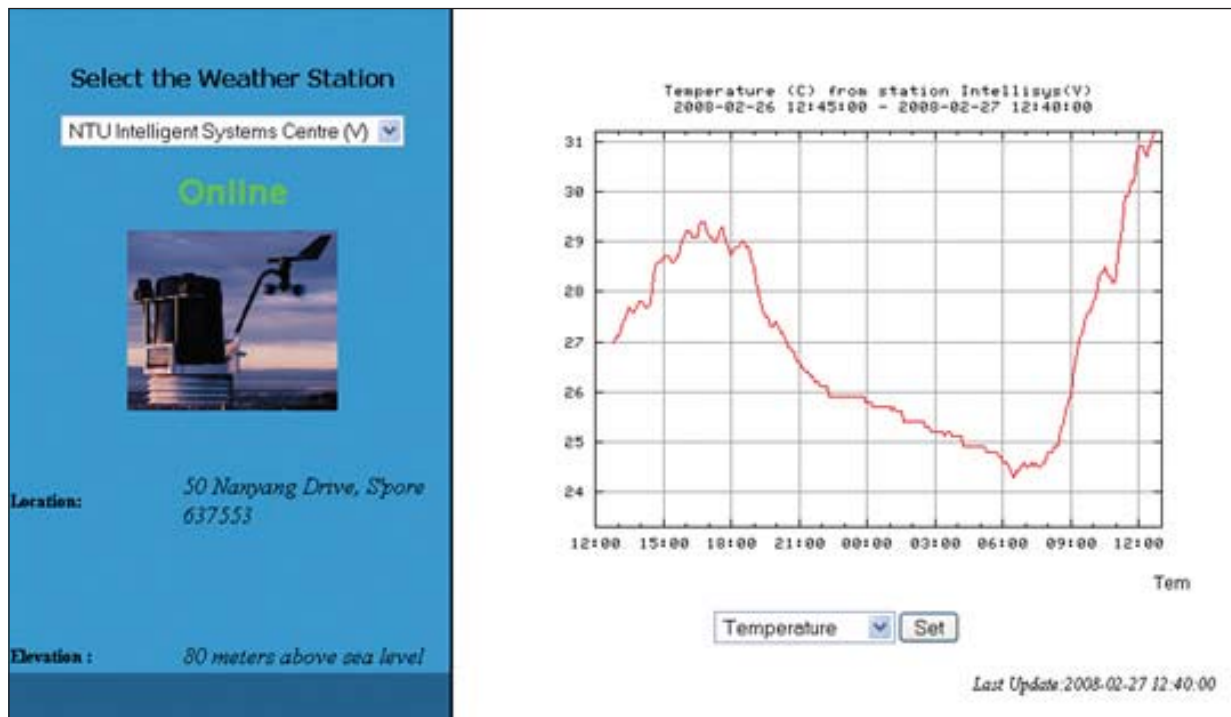 Select the Weather Station
NTU Intelligent Systems Centre (V)
Online
Location:
50 Nanyang Drive, S'pore
637553
Elevation :
80 meters above sea level
Temperature (C) from station Intellisys(V)
2008-02-26 12:45:00 - 2008-02-27 12:40:00
31
30
29
28
27
26
25
24
12:00 15:00 18:00 21:00 00:00 03:00 06:00 09:00 12:00
Tem
Temperature Set
Last Update:2008-02-27 12:40:00